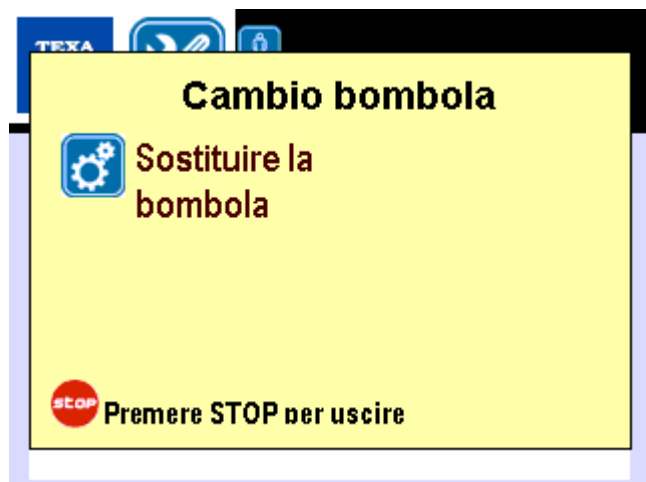 TEXA
Cambio bombola
Sostituire la
bombola
STOP
Premere STOP per uscire